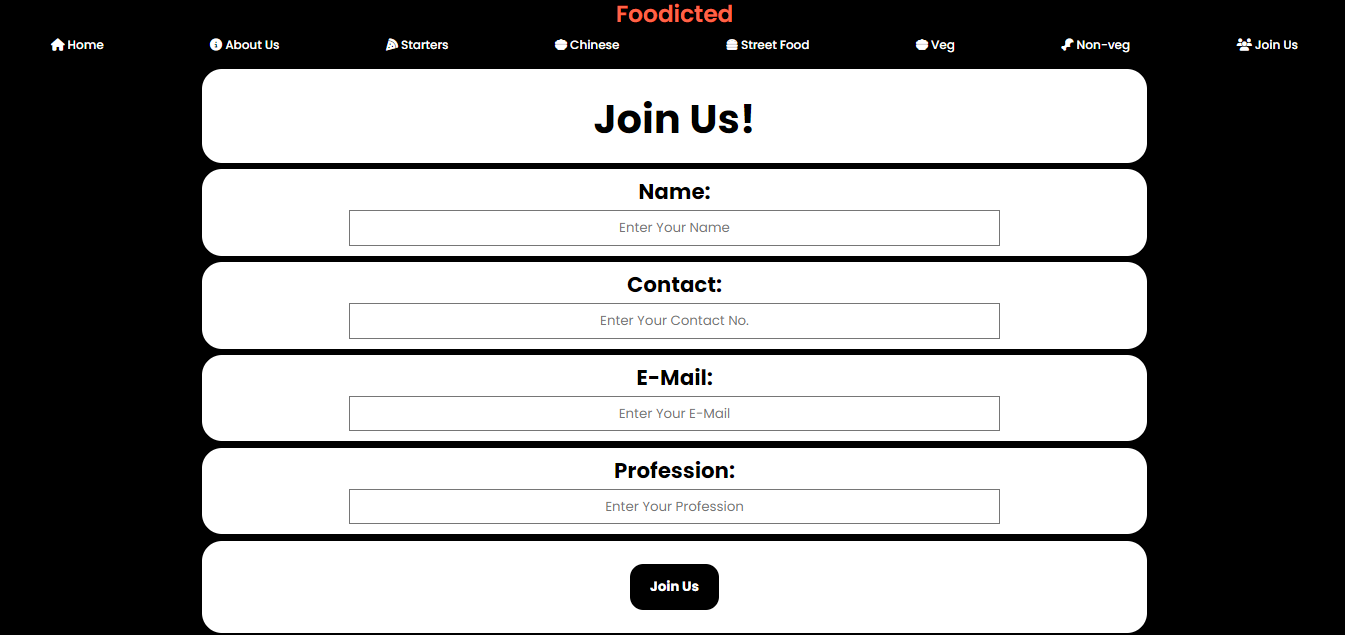 Foodicted
Home About Us Starters Chinese Street Food Veg Non-veg Join Us
Join Us!
Name:
Enter Your Name
Contact:
Enter Your Contact No.
E-Mail:
Enter Your E-Mail
Profession:
Enter Your Profession
Join Us